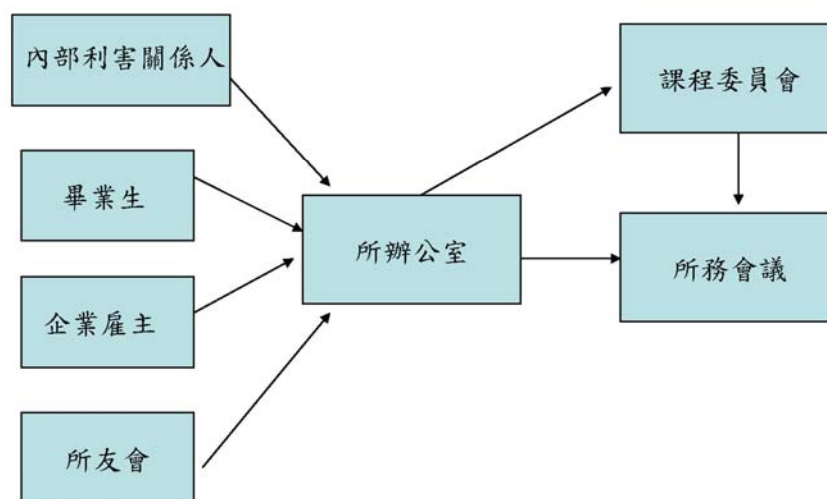 內部利害關係人
畢業生
企業雇主
所友會
所辦公室
課程委員會
所務會議